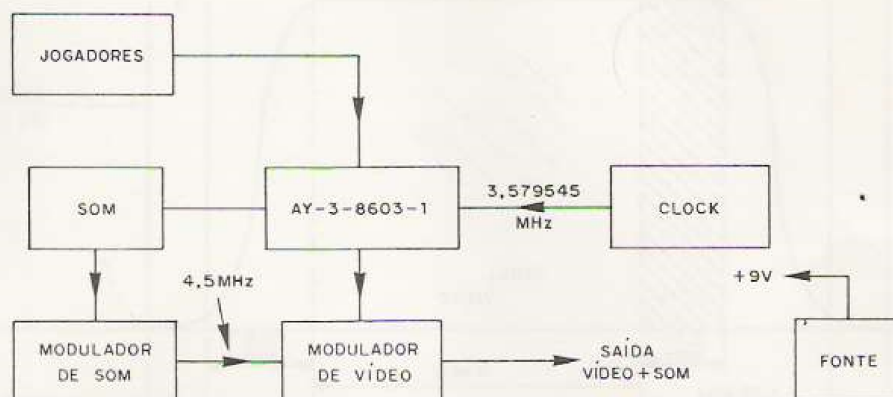 JOGADORES
SOM
AY-3-8603-1
3,579545
MHz
CLOCK
4,5MHz
+9V
MODULADOR
DE SOM
MODULADOR
DE VÍDEO
SAÍDA
VÍDEO+SOM
FONTE